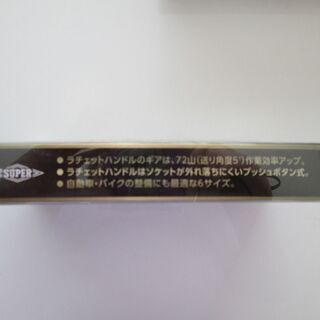 SUPER
● ラチェットハンドルのギアは、72山(送り角度5°)作業効率アップ。
● ラチェットハンドルはソケットが外れ落ちにくいプッシュボタン式。
● 自動車・バイクの整備にも最適な6サイズ。